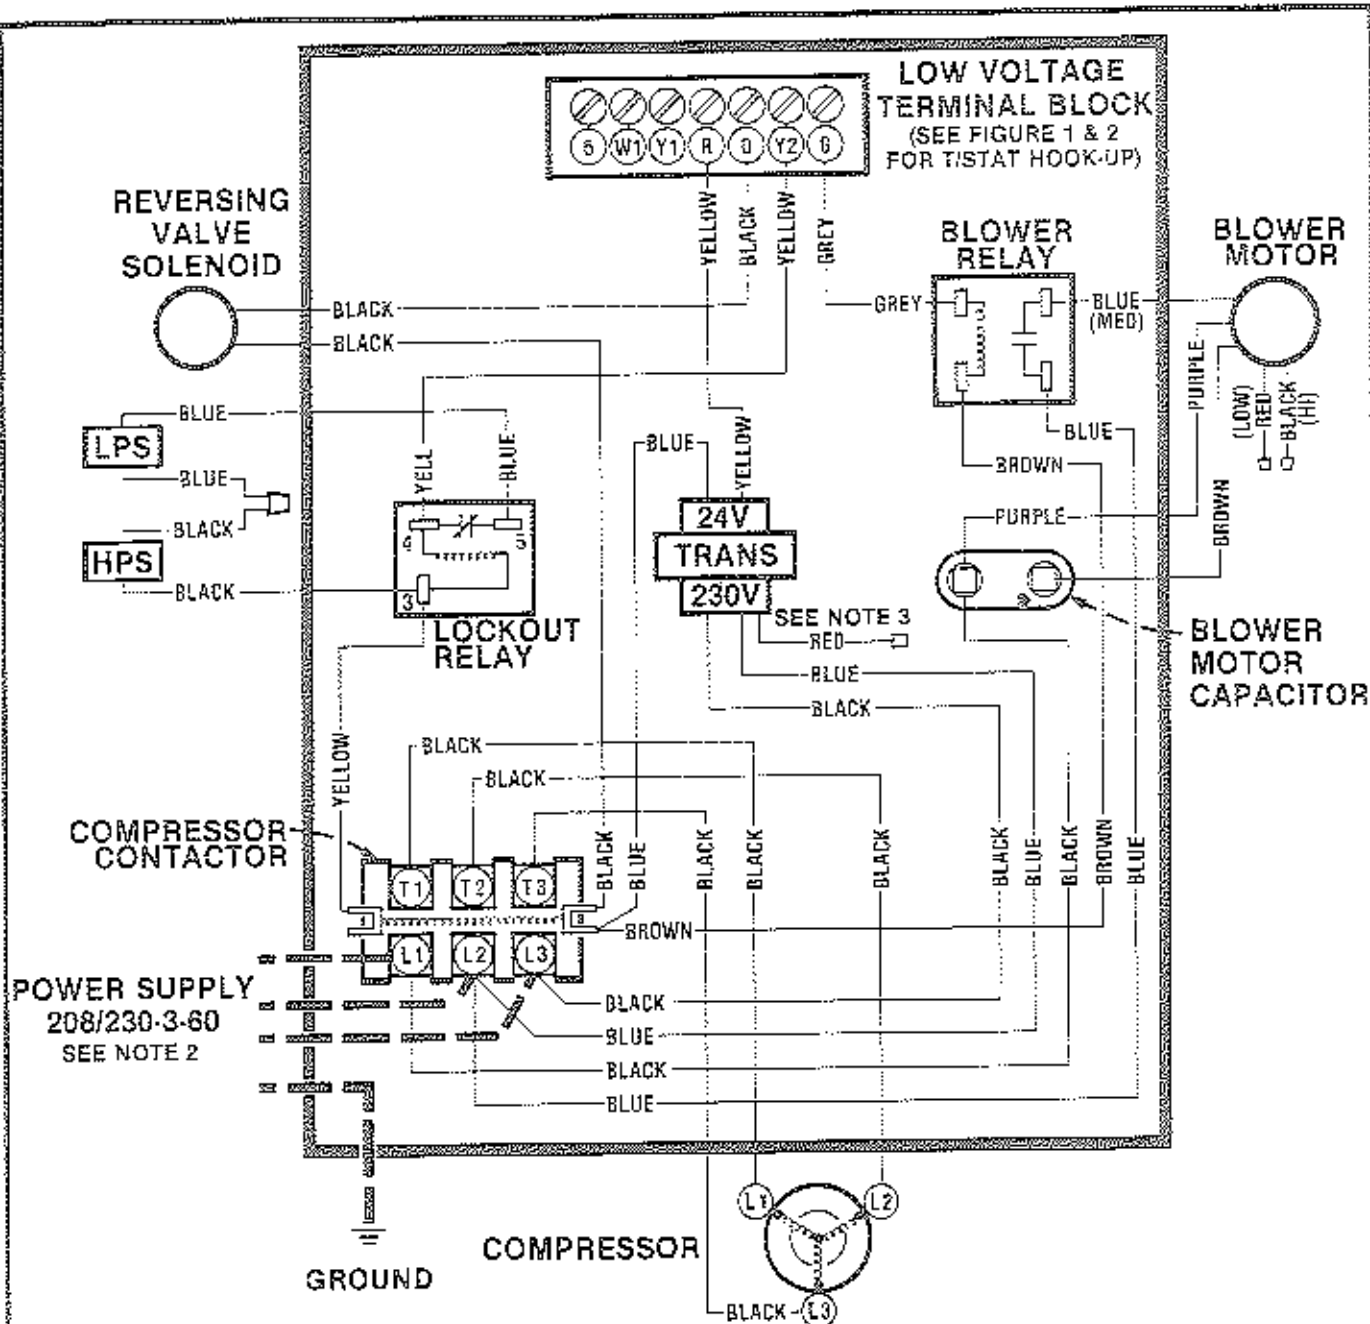 LOW VOLTAGE
TERMINAL BLOCK
(SEE FIGURE 1 & 2
FOR T/STAT HOOK-UP)
W1 Y1 R Y2
YELLOW
BLACK
YELLOW
GREY
REVERSING
VALVE
SOLENOID
BLACK
BLACK
BLOWER
RELAY
GREY
BLUE
(MED)
BLOWER
MOTOR
PURPLE
(LOW)
RED
BLACK
(HI)
BROWN
BLUE
BROWN
PURPLE
BLOWER
MOTOR
CAPACITOR
LPS
BLUE
BLUE
BLACK
HPS
BLACK
YELL
BLUE
4
5
3
LOCKOUT
RELAY
BLUE
YELLOW
24V
TRANS
230V
SEE NOTE 3
RED
BLUE
BLACK
YELLOW
BLACK
BLACK
COMPRESSOR
CONTACTOR
T1 T2 T3
L1 L2 L3
BLACK
BLUE
BLACK
BLACK
BLACK
BLACK
BLUE
BLACK
BROWN
BLUE
BROWN
BLACK
BLUE
BLACK
BLUE
POWER SUPPLY
208/230-3-60
SEE NOTE 2
GROUND
COMPRESSOR
L1
L2
BLACK
L3